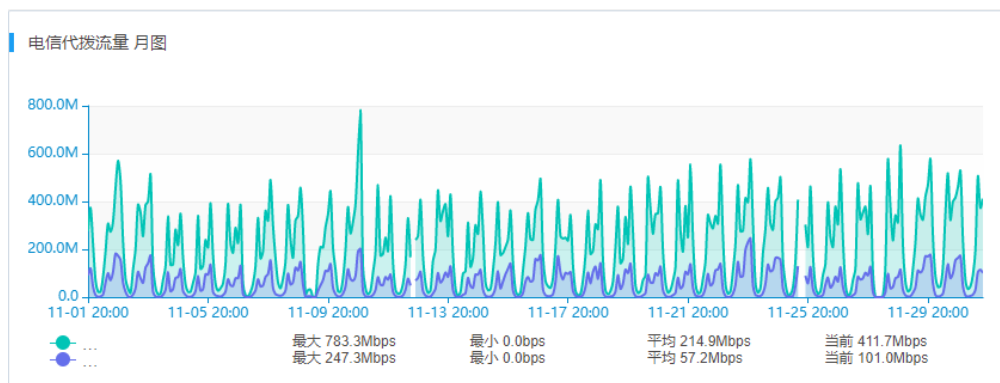 电信代拨流量 月图
800.0M
600.0M
400.0M
200.0M
0.0
11-01 20:00 11-05 20:00 11-09 20:00 11-13 20:00 11-17 20:00 11-21 20:00 11-25 20:00 11-29 20:00
... 最大 783.3Mbps 最小 0.0bps 平均 214.9Mbps 当前 411.7Mbps
... 最大 247.3Mbps 最小 0.0bps 平均 57.2Mbps 当前 101.0Mbps